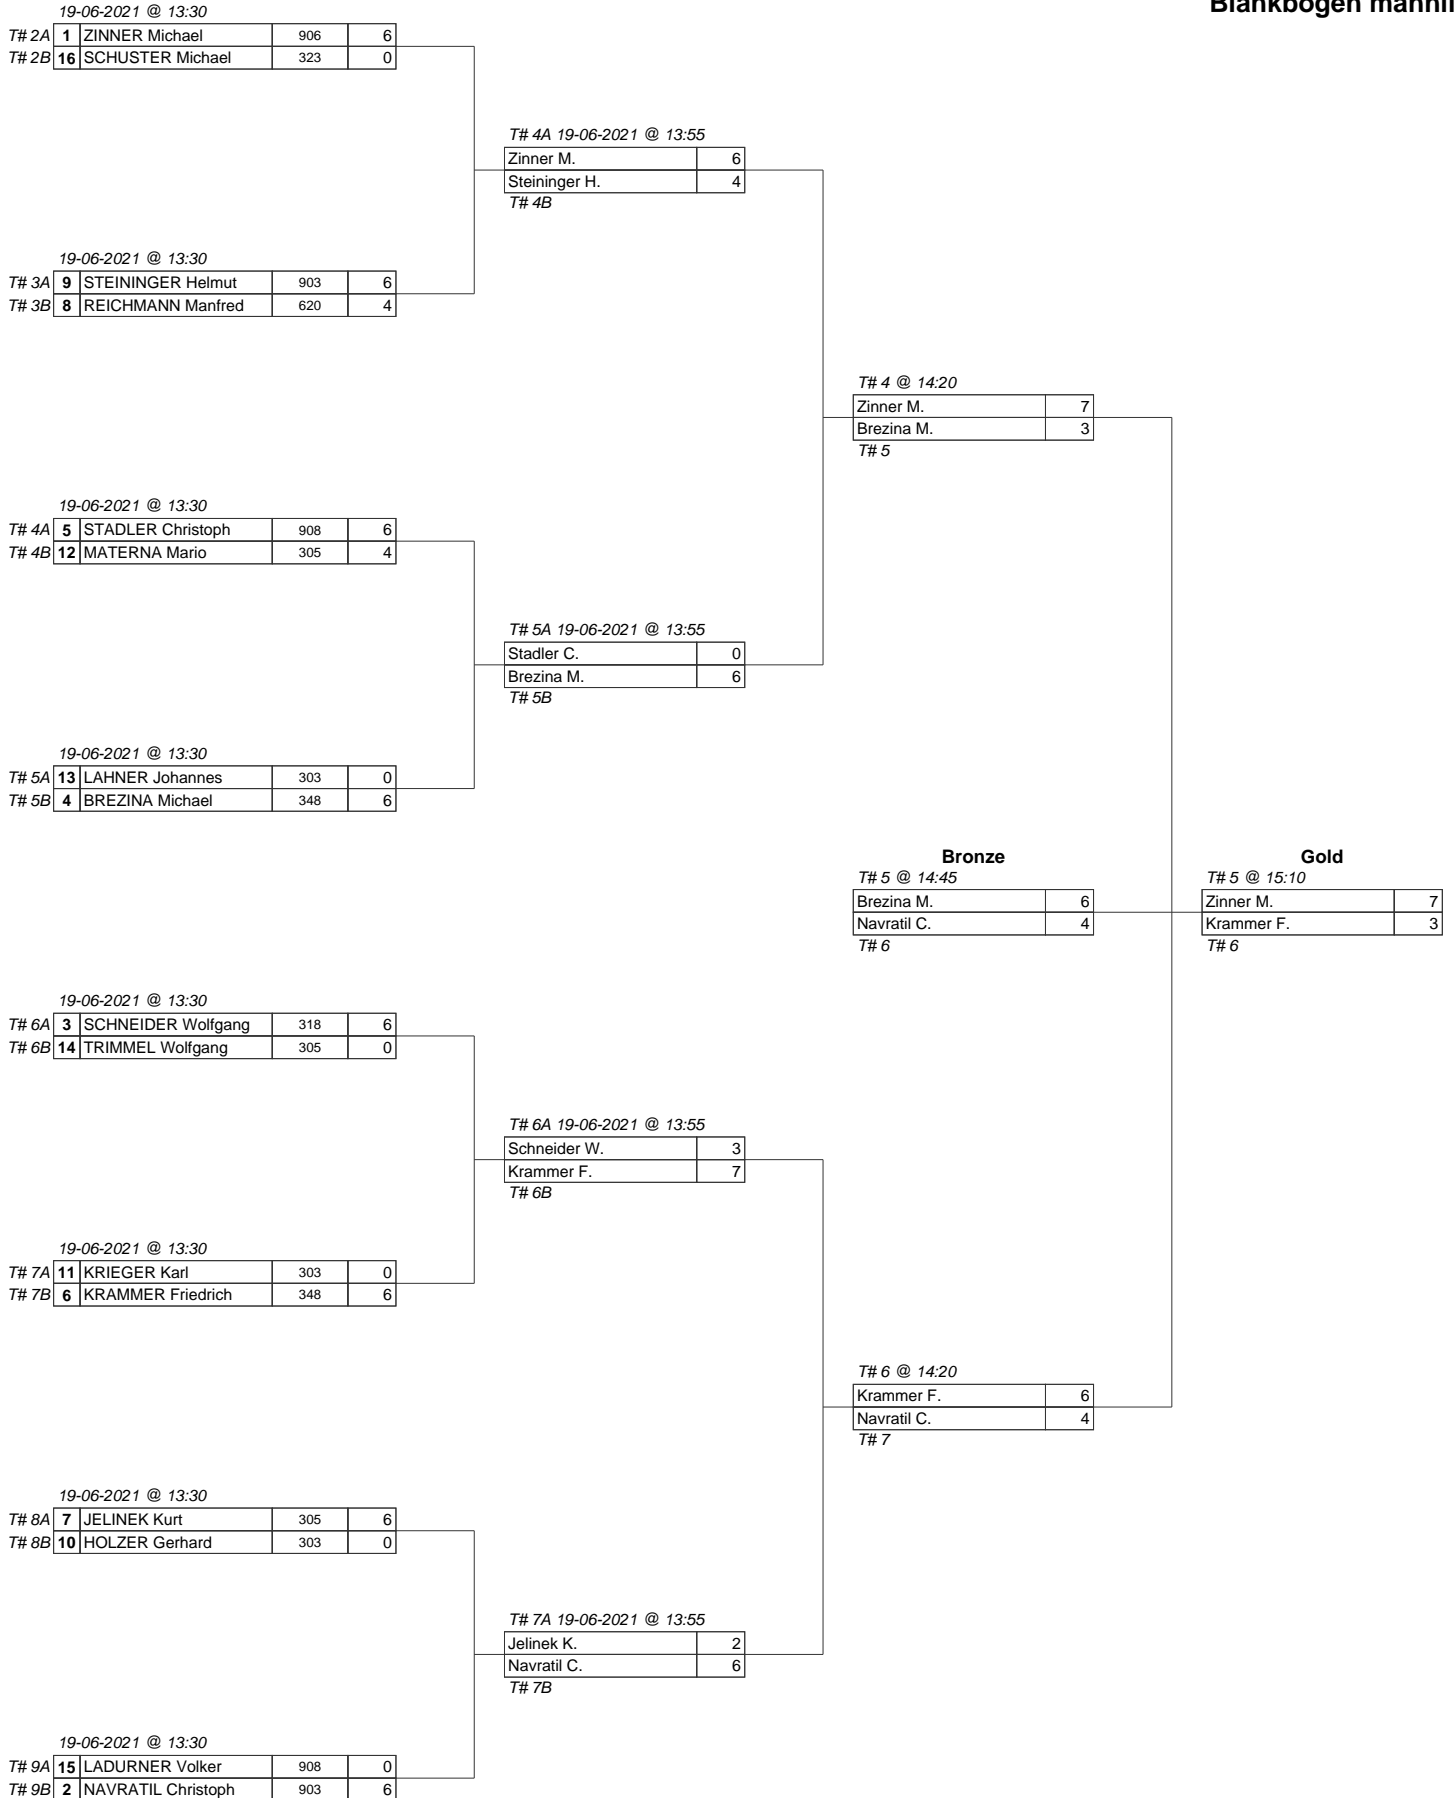 Blankbogen männli
19-06-2021 @ 13:30
T# 2A 1 ZINNER Michael 906 6
T# 2B 16 SCHUSTER Michael 323 0
T# 4A 19-06-2021 @ 13:55
Zinner M. 6
Steininger H. 4
T# 4B
19-06-2021 @ 13:30
T# 3A 9 STEININGER Helmut 903 6
T# 3B 8 REICHMANN Manfred 620 4
T# 4 @ 14:20
Zinner M. 7
Brezina M. 3
T# 5
19-06-2021 @ 13:30
T# 4A 5 STADLER Christoph 908 6
T# 4B 12 MATERNA Mario 305 4
T# 5A 19-06-2021 @ 13:55
Stadler C. 0
Brezina M. 6
T# 5B
19-06-2021 @ 13:30
T# 5A 13 LAHNER Johannes 303 0
T# 5B 4 BREZINA Michael 348 6
Bronze
T# 5 @ 14:45
Brezina M. 6
Navratil C. 4
T# 6
Gold
T# 5 @ 15:10
Zinner M. 7
Krammer F. 3
T# 6
19-06-2021 @ 13:30
T# 6A 3 SCHNEIDER Wolfgang 318 6
T# 6B 14 TRIMMEL Wolfgang 305 0
T# 6A 19-06-2021 @ 13:55
Schneider W. 3
Krammer F. 7
T# 6B
19-06-2021 @ 13:30
T# 7A 11 KRIEGER Karl 303 0
T# 7B 6 KRAMMER Friedrich 348 6
T# 6 @ 14:20
Krammer F. 6
Navratil C. 4
T# 7
19-06-2021 @ 13:30
T# 8A 7 JELINEK Kurt 305 6
T# 8B 10 HOLZER Gerhard 303 0
T# 7A 19-06-2021 @ 13:55
Jelinek K. 2
Navratil C. 6
T# 7B
19-06-2021 @ 13:30
T# 9A 15 LADURNER Volker 908 0
T# 9B 2 NAVRATIL Christoph 903 6